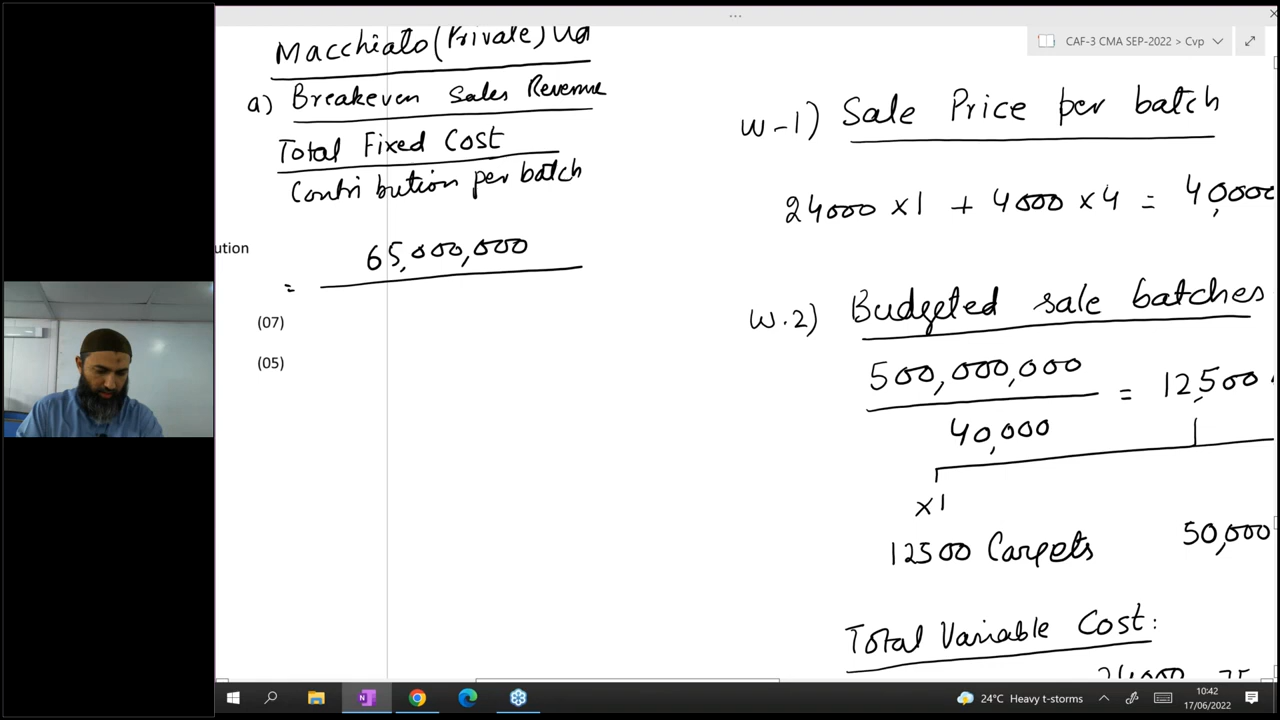 ...
CAF-3 CMA SEP-2022 > Cvp
Macchiato (Private) Ltd
a) Breakeven Sales Revenue
Total Fixed Cost
Contribution per batch
ution
65,000,000
=
(07)
(05)
W-1) Sale Price per batch
24000 x 1 + 4000 x 4 = 40,000
W.2) Budgeted sale batches
500,000,000
= 12,500
40,000
x1
12500 Carpets 50,000
Total Variable Cost:
24°C Heavy t-storms
10:42
17/06/2022